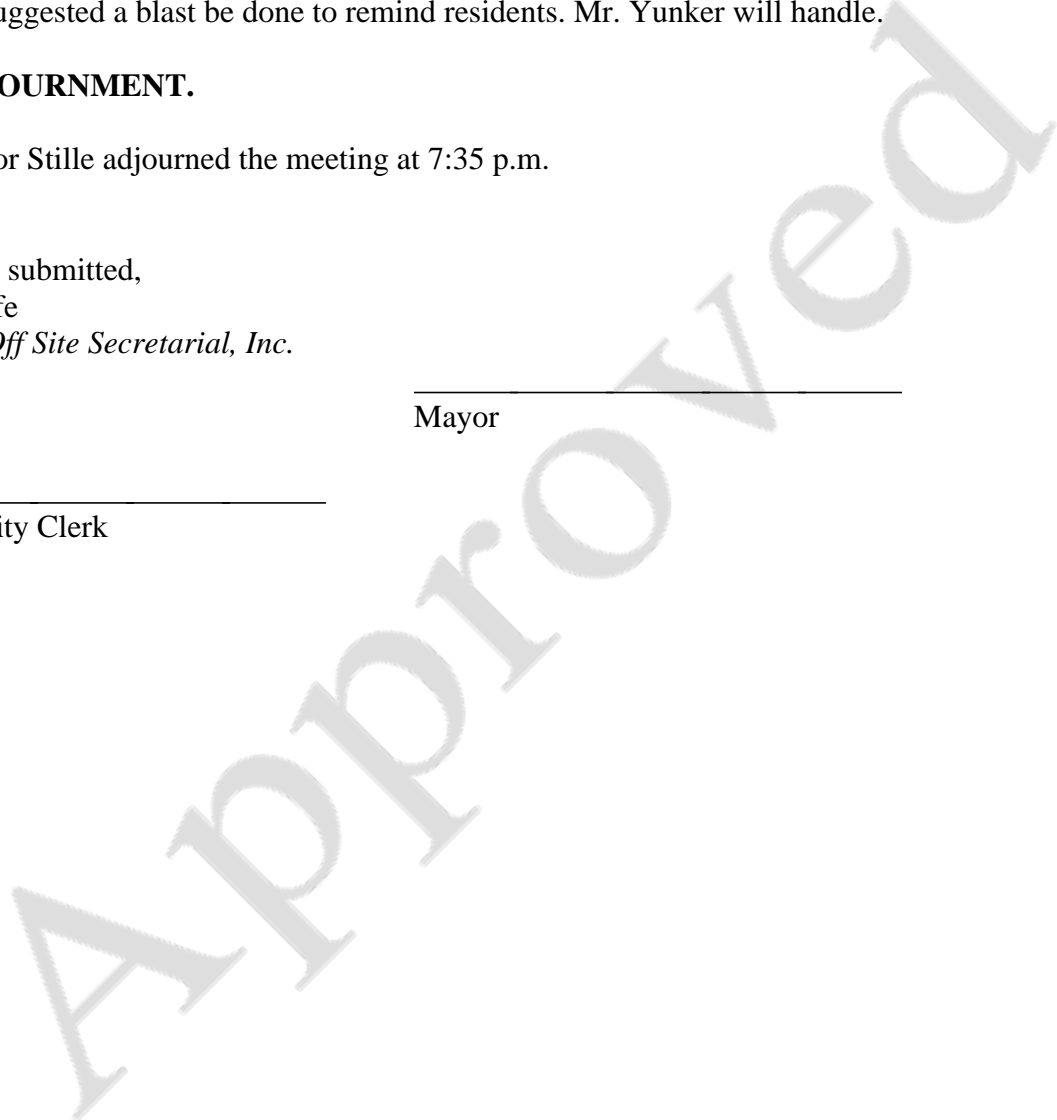 uggested a blast be done to remind residents. Mr. Yunker will handle.
OURNMENT.
or Stille adjourned the meeting at 7:35 p.m.
submitted,
fe
Off Site Secretarial, Inc.
Mayor
ity Clerk
Approved